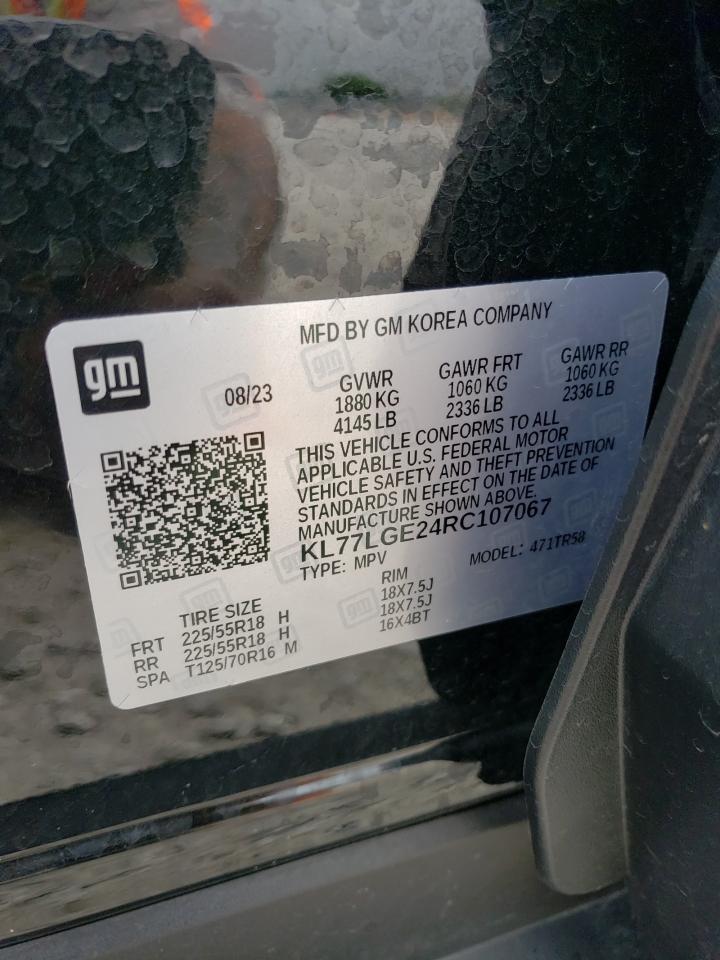 MFD BY GM KOREA COMPANY
gm
08/23
GVWR
1880 KG
4145 LB
GAWR FRT
1060 KG
2336 LB
GAWR RR
1060 KG
2336 LB
THIS VEHICLE CONFORMS TO ALL
APPLICABLE U.S. FEDERAL MOTOR
VEHICLE SAFETY AND THEFT PREVENTION
STANDARDS IN EFFECT ON THE DATE OF
MANUFACTURE SHOWN ABOVE.
KL77LGE24RC107067
TYPE: MPV MODEL: 471TR58
TIRE SIZE RIM
FRT 225/55R18 H 18X7.5J
RR 225/55R18 H 18X7.5J
SPA T125/70R16 M 16X4BT